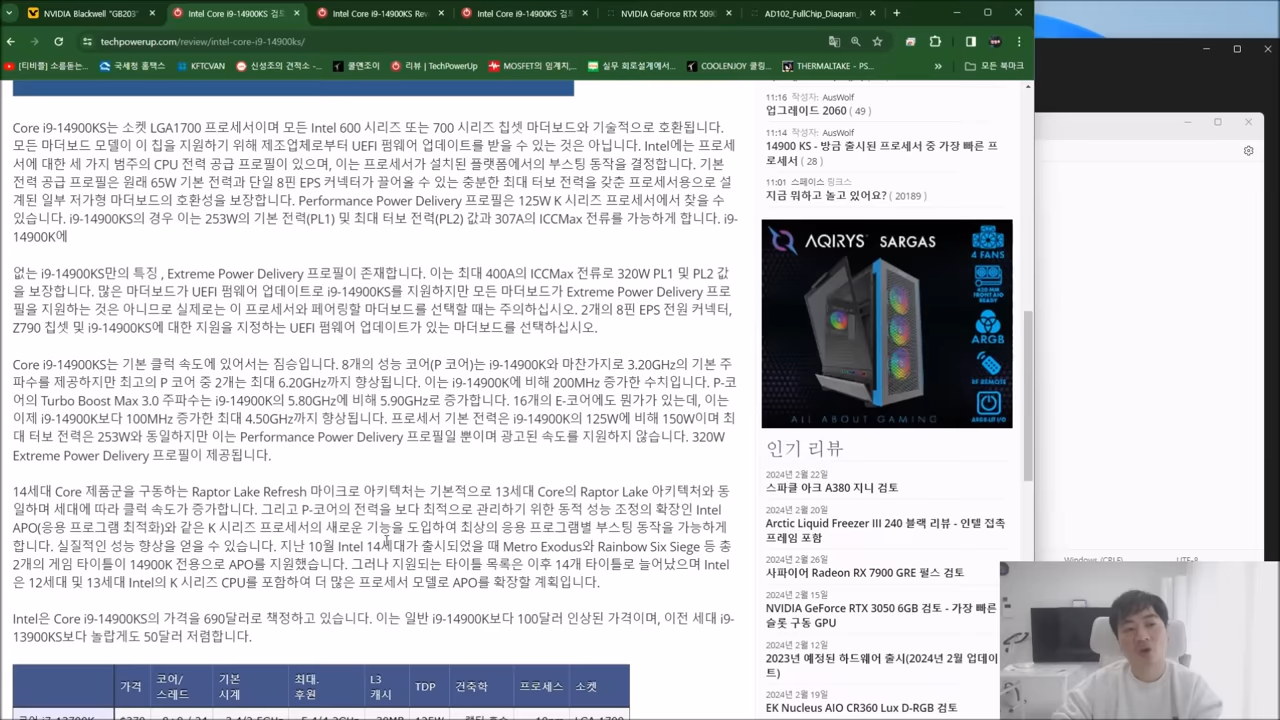 NVIDIA Blackwell "GB203"
Intel Core i9-14900KS 검토
Intel Core i9-14900KS Rev
Intel Core i9-14900KS 검토
NVIDIA GeForce RTX 5090
AD102_FullChip_Diagram_
techpowerup.com/review/intel-core-i9-14900ks/
[티비플] 소름돋는...
국세청 홈택스
KFTCVAN
신성조의 건적소 -...
쿨엔조이
리뷰 | TechPowerUp
MOSFET의 임계지,...
실무 회로설계에서...
COOLENJOY 쿨링...
THERMALTAKE - PS...
»
모든 북마크
Core i9-14900KS는 소켓 LGA1700 프로세서이며 모든 Intel 600 시리즈 또는 700 시리즈 칩셋 마더보드와 기술적으로 호환됩니다.
모든 마더보드 모델이 이 칩을 지원하기 위해 제조업체로부터 UEFI 펌웨어 업데이트를 받을 수 있는 것은 아닙니다. Intel에는 프로세
서에 대한 세 가지 범주의 CPU 전력 공급 프로필이 있으며, 이는 프로세서가 설치된 플랫폼에서의 부스팅 동작을 결정합니다. 기본
전력 공급 프로필은 원래 65W 기본 전력과 단일 8핀 EPS 커넥터가 끌어올 수 있는 충분한 최대 터보 전력을 갖춘 프로세서용으로 설
계된 일부 저가형 마더보드의 호환성을 보장합니다. Performance Power Delivery 프로필은 125W K 시리즈 프로세서에서 찾을 수
있습니다. i9-14900KS의 경우 이는 253W의 기본 전력(PL1) 및 최대 터보 전력(PL2) 값과 307A의 ICCMax 전류를 가능하게 합니다. i9-
14900K에
없는 i9-14900KS만의 특징 , Extreme Power Delivery 프로필이 존재합니다. 이는 최대 400A의 ICCMax 전류로 320W PL1 및 PL2 값
을 보장합니다. 많은 마더보드가 UEFI 펌웨어 업데이트로 i9-14900KS를 지원하지만 모든 마더보드가 Extreme Power Delivery 프로
필을 지원하는 것은 아니므로 실제로는 이 프로세서와 페어링할 마더보드를 선택할 때는 주의하십시오. 2개의 8핀 EPS 전원 커넥터,
Z790 칩셋 및 i9-14900KS에 대한 지원을 지정하는 UEFI 펌웨어 업데이트가 있는 마더보드를 선택하십시오.
Core i9-14900KS는 기본 클럭 속도에 있어서는 짐승입니다. 8개의 성능 코어(P 코어)는 i9-14900K와 마찬가지로 3.20GHz의 기본 주
파수를 제공하지만 최고의 P 코어 중 2개는 최대 6.20GHz까지 향상됩니다. 이는 i9-14900K에 비해 200MHz 증가한 수치입니다. P-코
어의 Turbo Boost Max 3.0 주파수는 i9-14900K의 5.80GHz에 비해 5.90GHz로 증가합니다. 16개의 E-코어에도 뭔가가 있는데, 이는
이제 i9-14900K보다 100MHz 증가한 최대 4.50GHz까지 향상됩니다. 프로세서 기본 전력은 i9-14900K의 125W에 비해 150W이며 최
대 터보 전력은 253W와 동일하지만 이는 Performance Power Delivery 프로필일 뿐이며 광고된 속도를 지원하지 않습니다. 320W
Extreme Power Delivery 프로필이 제공됩니다.
14세대 Core 제품군을 구동하는 Raptor Lake Refresh 마이크로 아키텍처는 기본적으로 13세대 Core의 Raptor Lake 아키텍처와 동
일하며 세대에 따라 클럭 속도가 증가합니다. 그리고 P-코어의 전력을 보다 최적으로 관리하기 위한 동적 성능 조정의 확장인 Intel
APO(응용 프로그램 최적화)와 같은 K 시리즈 프로세서의 새로운 기능을 도입하여 최상의 응용 프로그램별 부스팅 동작을 가능하게
합니다. 실질적인 성능 향상을 얻을 수 있습니다. 지난 10월 Intel 14세대가 출시되었을 때 Metro Exodus와 Rainbow Six Siege 등 총
2개의 게임 타이틀이 14900K 전용으로 APO를 지원했습니다. 그러나 지원되는 타이틀 목록은 이후 14개 타이틀로 늘어났으며 Intel
은 12세대 및 13세대 Intel의 K 시리즈 CPU를 포함하여 더 많은 프로세서 모델로 APO를 확장할 계획입니다.
Intel은 Core i9-14900KS의 가격을 690달러로 책정하고 있습니다. 이는 일반 i9-14900K보다 100달러 인상된 가격이며, 이전 세대 i9-
13900KS보다 놀랍게도 50달러 저렴합니다.
가격
코어/
스레드
기본
시계
최대.
후원
L3
캐시
TDP
건축학
프로세스
소켓
11:16 작성자: AusWolf
업그레이드 2060 ( 49 )
11:14 작성자: AusWolf
14900 KS - 방금 출시된 프로세서 중 가장 빠른 프
로세서 ( 28 )
11:01 스페이스 링크스
지금 뭐하고 놀고 있어요? ( 20189 )
AQIRYS SARGAS
4 FANS
READY
ARGB
RF REMOTE
ALL ABOUT GAMING
인기 리뷰
2024년 2월 22일
스파클 아크 A380 지니 검토
2024년 2월 20일
Arctic Liquid Freezer III 240 블랙 리뷰 - 인텔 접촉
프레임 포함
2024년 2월 26일
사파이어 Radeon RX 7900 GRE 펄스 검토
2024년 2월 15일
NVIDIA GeForce RTX 3050 6GB 검토 - 가장 빠른
슬롯 구동 GPU
2024년 2월 12일
2023년 예정된 하드웨어 출시(2024년 2월 업데이
트)
2024년 2월 19일
EK Nucleus AIO CR360 Lux D-RGB 검토